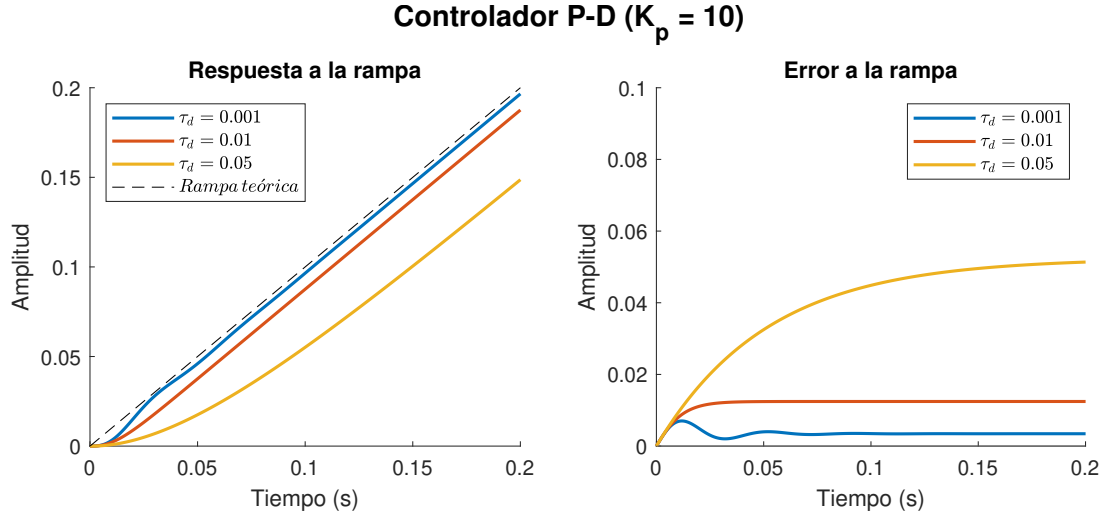 Controlador P-D (K_p = 10)
Respuesta a la rampa
0.2
0.15
0.1
0.05
0
Amplitud
τ_d = 0.001
τ_d = 0.01
τ_d = 0.05
Rampa teórica
0
0.05
0.1
0.15
0.2
Tiempo (s)
Error a la rampa
0.1
0.08
0.06
0.04
0.02
0
Amplitud
τ_d = 0.001
τ_d = 0.01
τ_d = 0.05
0
0.05
0.1
0.15
0.2
Tiempo (s)